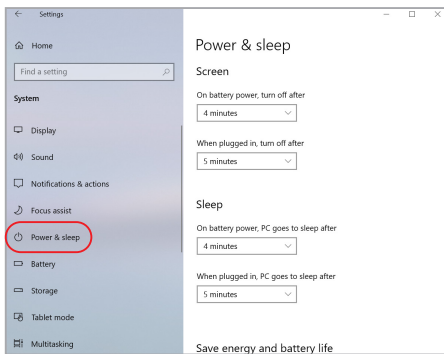 Settings
Home
Find a setting
System
Display
Sound
Notifications & actions
Focus assist
Power & sleep
Battery
Storage
Tablet mode
Multitasking
Power & sleep
Screen
On battery power, turn off after
4 minutes
When plugged in, turn off after
5 minutes
Sleep
On battery power, PC goes to sleep after
4 minutes
When plugged in, PC goes to sleep after
5 minutes
Save energy and battery life